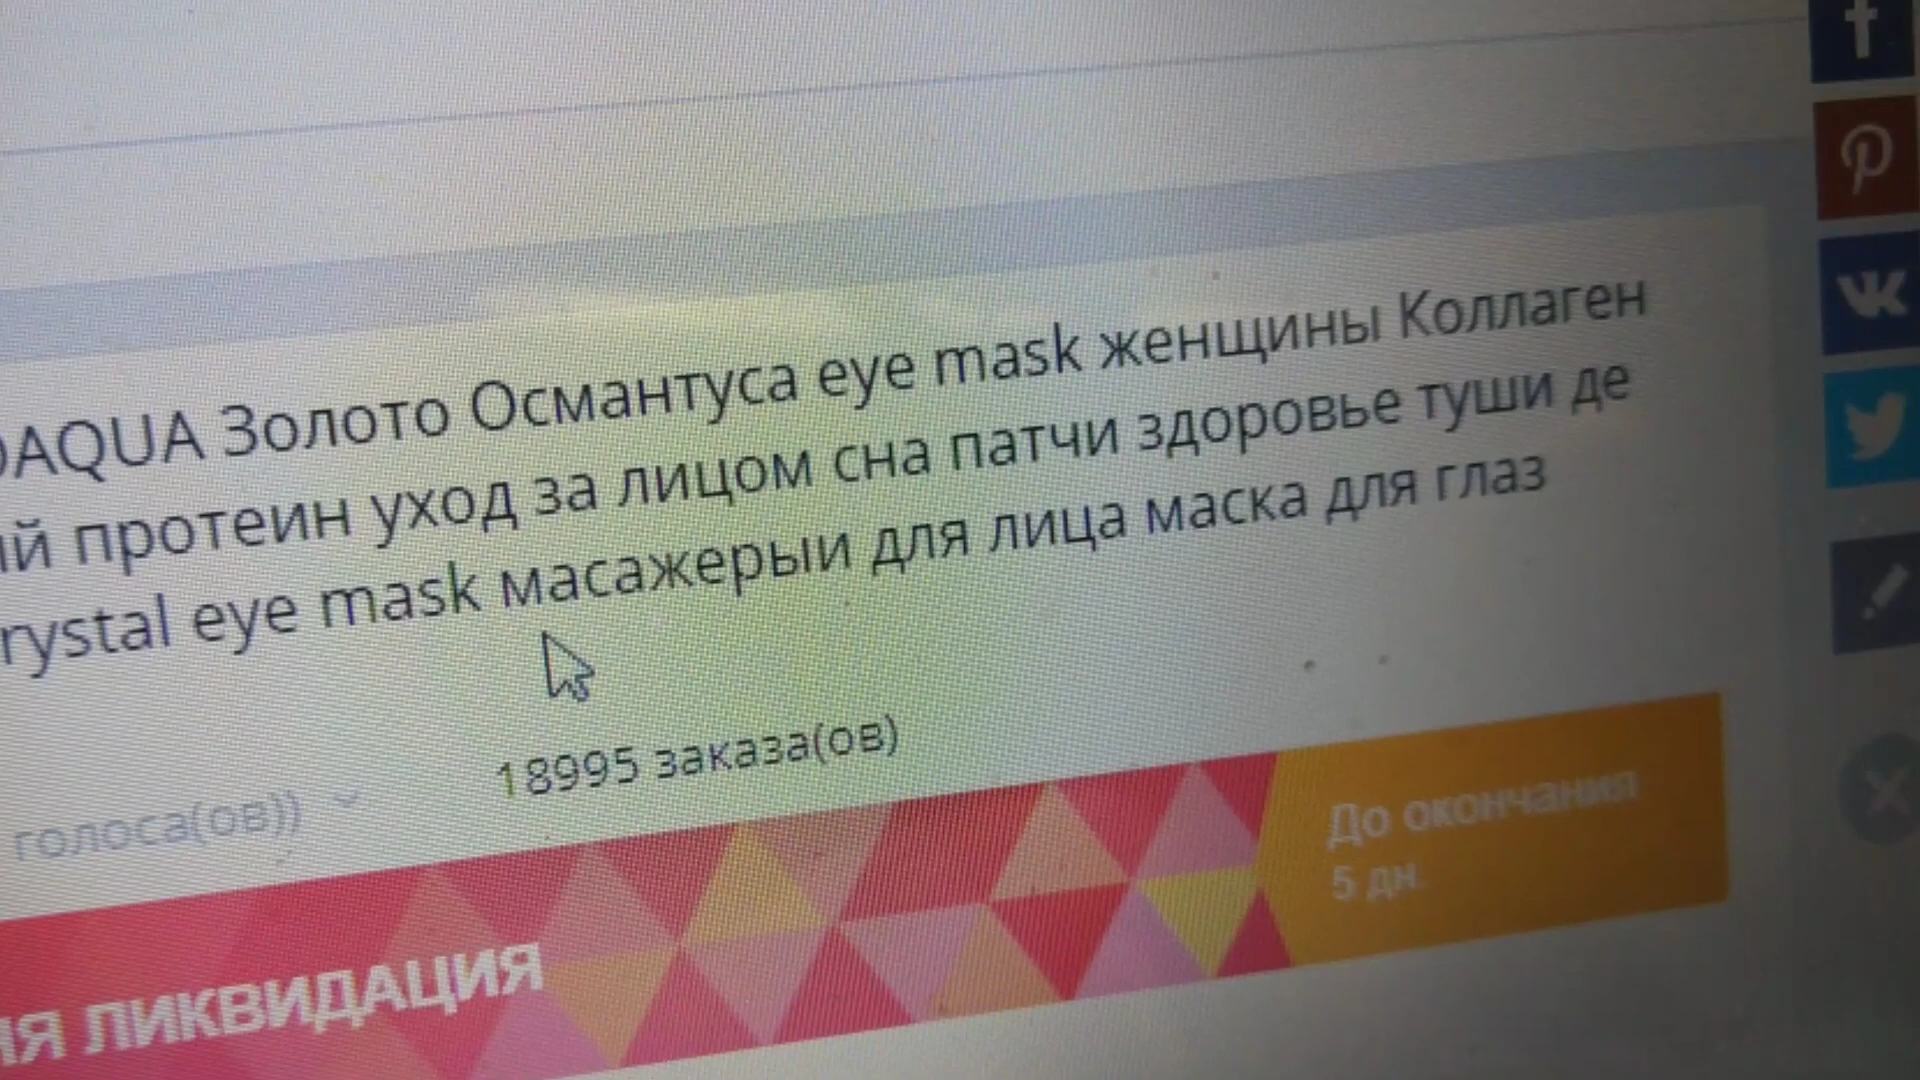 AQUA Золото Османтуса eye mask женщины Коллаген
й протеин уход за лицом сна патчи здоровье туши де
rystal eye mask масажерыи для лица маска для глаз
голоса(ов)) 18995 заказа(ов)
До окончания
5 дн.
ия ЛИКВИДАЦИЯ